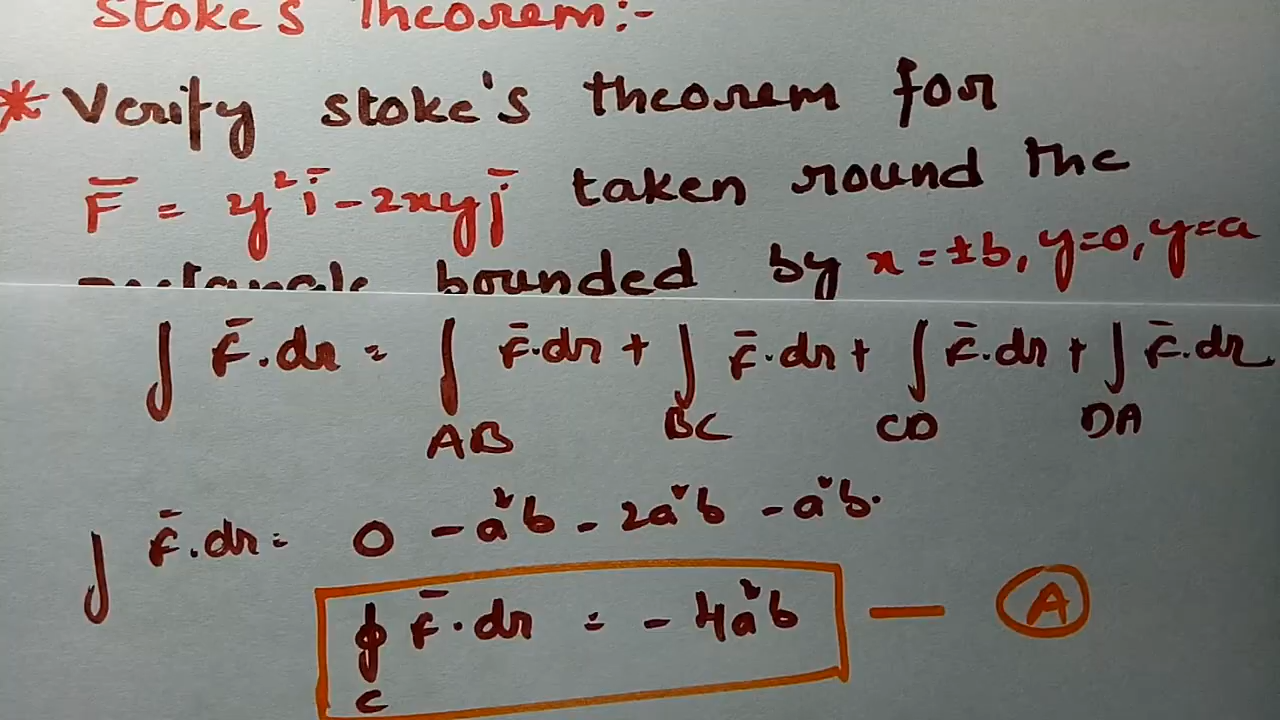 Stoke's Theorem:-
* Verify stoke's theorem for
F̄ = y²ī - 2xyj̄ taken round the
rectangle bounded by x = ±b, y=0, y=a
∫ F̄.dr = ∫AB F̄.dr + ∫BC F̄.dr + ∫CD F̄.dr + ∫DA F̄.dr
∫ F̄.dr = 0 - a²b - 2a²b - a²b.
∮c F̄.dr = - 4a²b — A